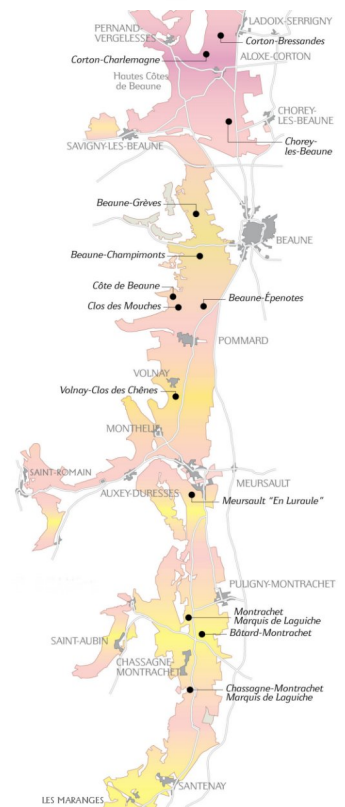 LADOIX-SERRIGNY
PERNAND-
VERGELESSES
Corton-Bressandes
Corton-Charlemagne
ALOXE-CORTON
Hautes Côtes
de Beaune
CHOREY-
LES-BEAUNE
SAVIGNY-LES-BEAUNE
Chorey-
les-Beaune
Beaune-Grèves
BEAUNE
Beaune-Champimonts
Côte de Beaune
Clos des Mouches
Beaune-Épenotes
POMMARD
VOLNAY
Volnay-Clos des Chênes
MONTHELIE
SAINT-ROMAIN
MEURSAULT
AUXEY-DURESSES
Meursault "En Luraule"
PULIGNY-MONTRACHET
Montrachet
Marquis de Laguiche
Bâtard-Montrachet
SAINT-AUBIN
CHASSAGNE-
MONTRACHET
Chassagne-Montrachet
Marquis de Laguiche
SANTENAY
LES MARANGES